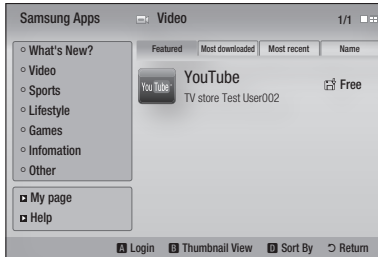 Samsung Apps
Video
1/1
What's New?
Video
Sports
Lifestyle
Games
Infomation
Other
My page
Help
Featured
Most downloaded
Most recent
Name
You Tube
YouTube
TV store Test User002
Free
A Login
B Thumbnail View
D Sort By
Return